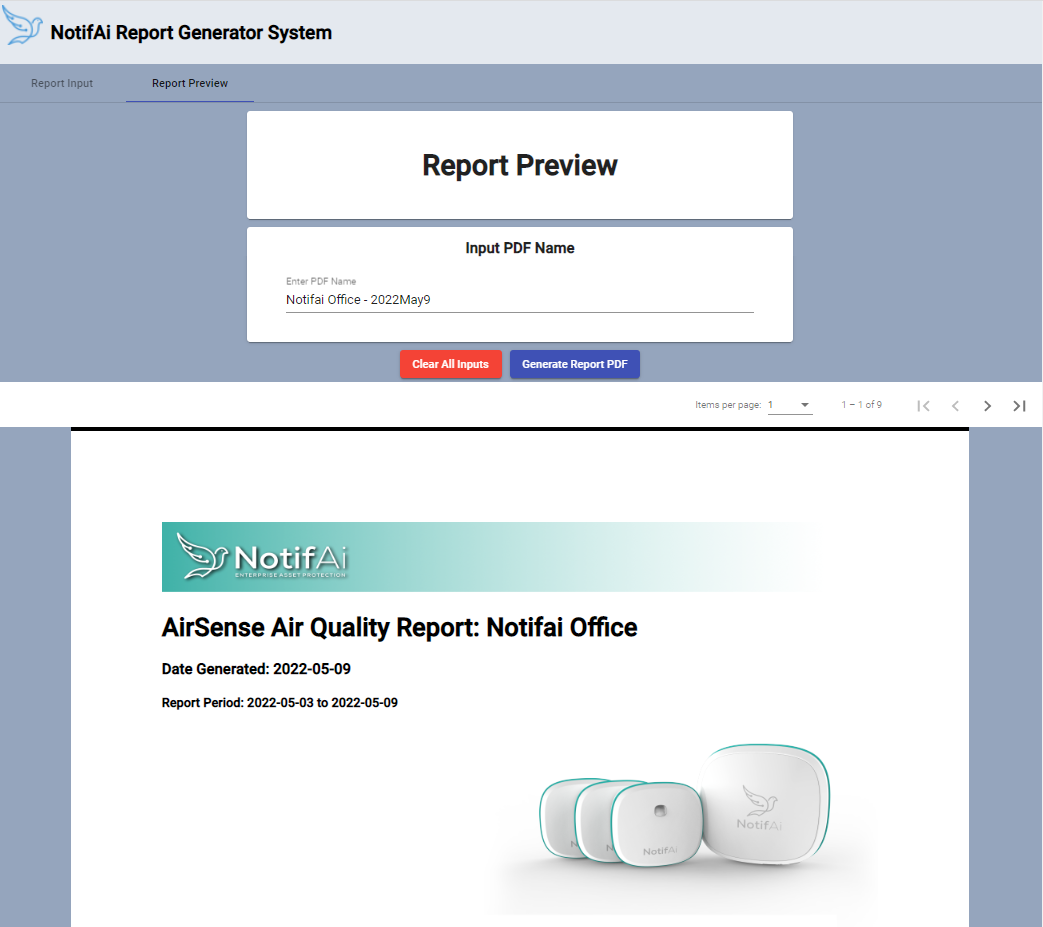 NotifAi Report Generator System
Report Input
Report Preview
Report Preview
Input PDF Name
Enter PDF Name
Notifai Office - 2022May9
Clear All Inputs
Generate Report PDF
Items per page: 1
1 – 1 of 9
NotifAi
ENTERPRISE ASSET PROTECTION
AirSense Air Quality Report: Notifai Office
Date Generated: 2022-05-09
Report Period: 2022-05-03 to 2022-05-09
NotifAi
N
N
NotifAi